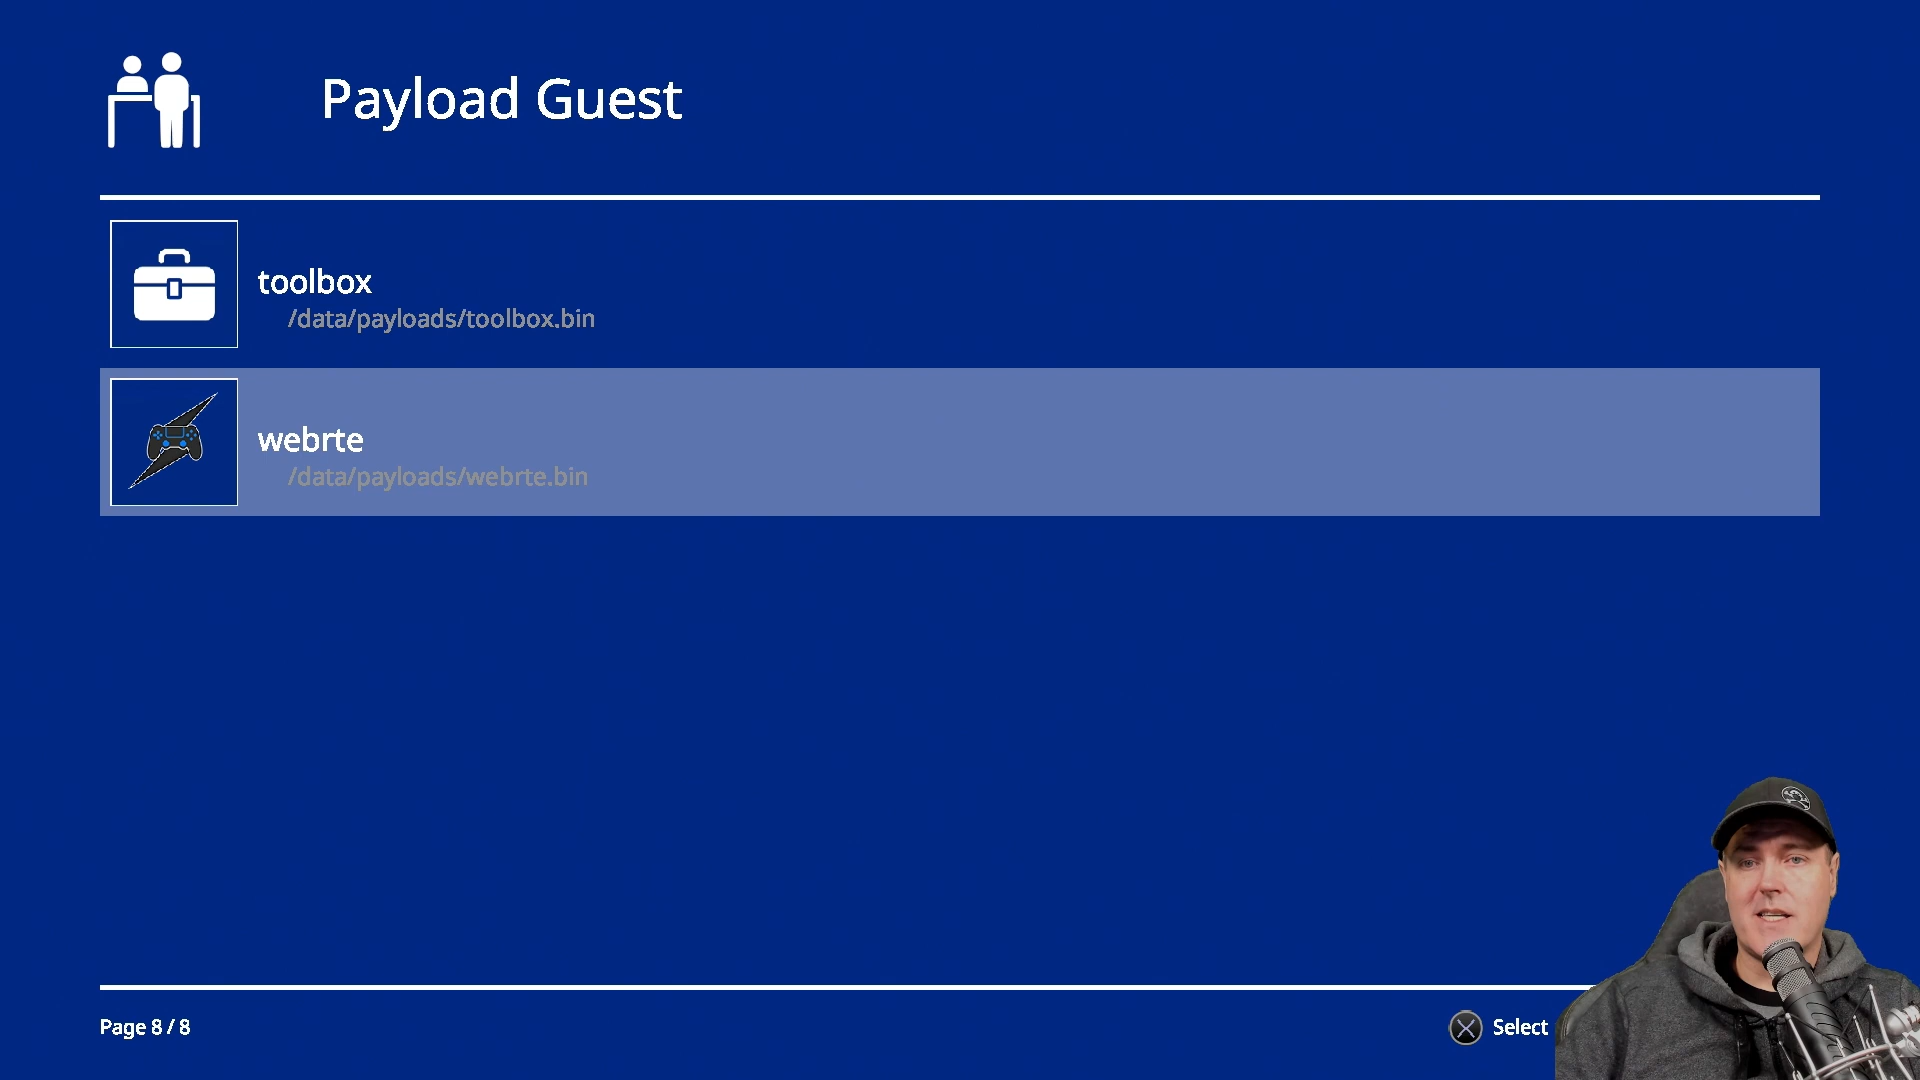 Payload Guest
toolbox
/data/payloads/toolbox.bin
webrte
/data/payloads/webrte.bin
Page 8 / 8
Select